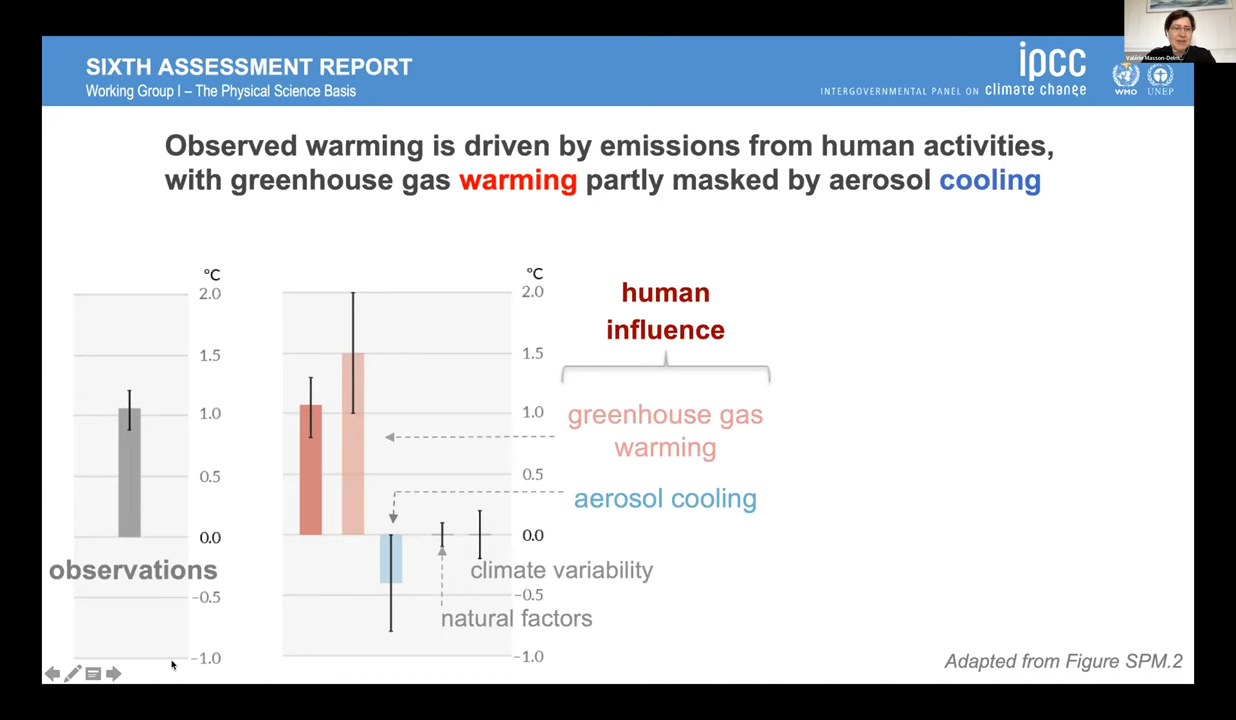 SIXTH ASSESSMENT REPORT
Working Group I – The Physical Science Basis
INTERGOVERNMENTAL PANEL ON
ipcc
climate change
WMO
UNEP
Observed warming is driven by emissions from human activities,
with greenhouse gas warming partly masked by aerosol cooling
°C
2.0
1.5
1.0
0.5
0.0
−0.5
−1.0
observations
°C
2.0
1.5
1.0
0.5
0.0
−0.5
−1.0
human
influence
greenhouse gas
warming
aerosol cooling
climate variability
natural factors
Adapted from Figure SPM.2